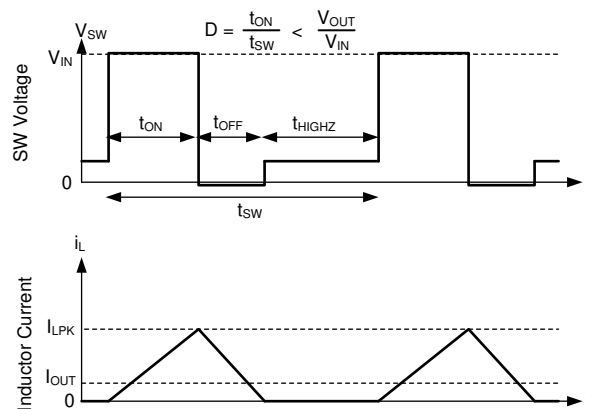 V_SW
D = t_ON / t_SW < V_OUT / V_IN
V_IN
SW Voltage
t_ON
t_OFF
t_HIGHZ
0
t_SW
i_L
Inductor Current
I_LPK
I_OUT
0